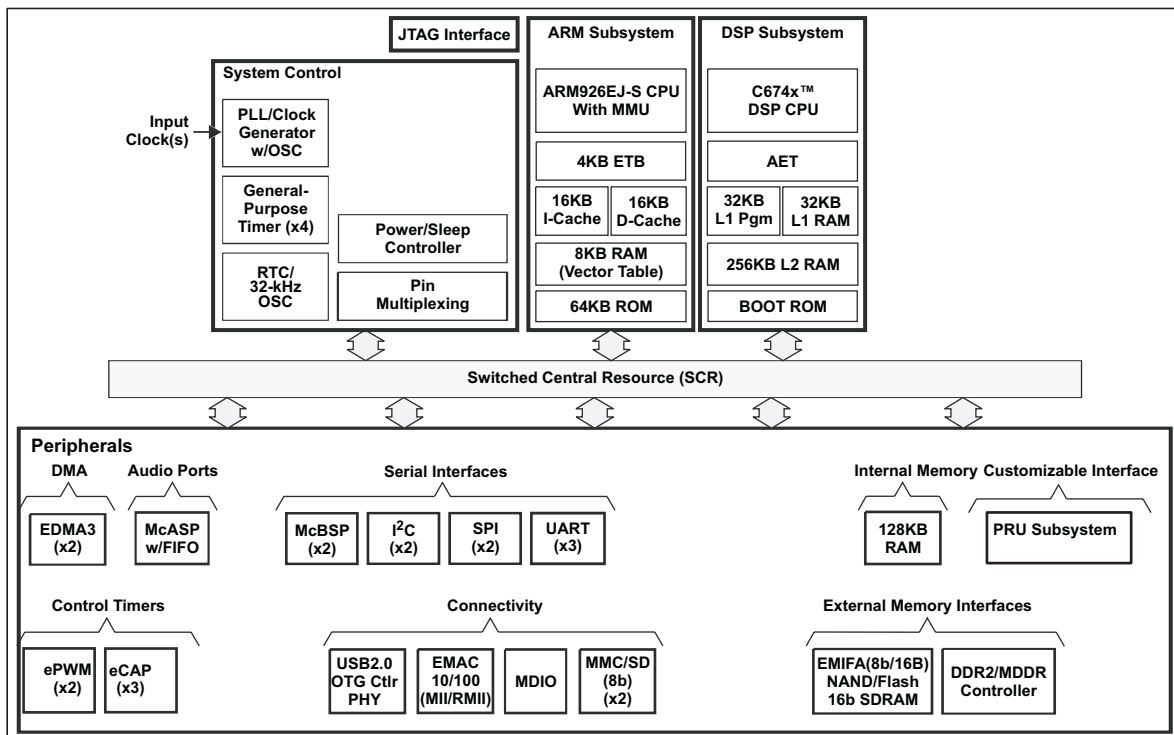 JTAG Interface
ARM Subsystem
DSP Subsystem
System Control
Input
Clock(s)
PLL/Clock
Generator
w/OSC
General-
Purpose
Timer (x4)
RTC/
32-kHz
OSC
Power/Sleep
Controller
Pin
Multiplexing
ARM926EJ-S CPU
With MMU
4KB ETB
16KB
I-Cache
16KB
D-Cache
8KB RAM
(Vector Table)
64KB ROM
C674x™
DSP CPU
AET
32KB
L1 Pgm
32KB
L1 RAM
256KB L2 RAM
BOOT ROM
Switched Central Resource (SCR)
Peripherals
DMA
EDMA3
(x2)
Audio Ports
McASP
w/FIFO
Serial Interfaces
McBSP
(x2)
I²C
(x2)
SPI
(x2)
UART
(x3)
Internal Memory
128KB
RAM
Customizable Interface
PRU Subsystem
Control Timers
ePWM
(x2)
eCAP
(x3)
Connectivity
USB2.0
OTG Ctlr
PHY
EMAC
10/100
(MII/RMII)
MDIO
MMC/SD
(8b)
(x2)
External Memory Interfaces
EMIFA(8b/16B)
NAND/Flash
16b SDRAM
DDR2/MDDR
Controller